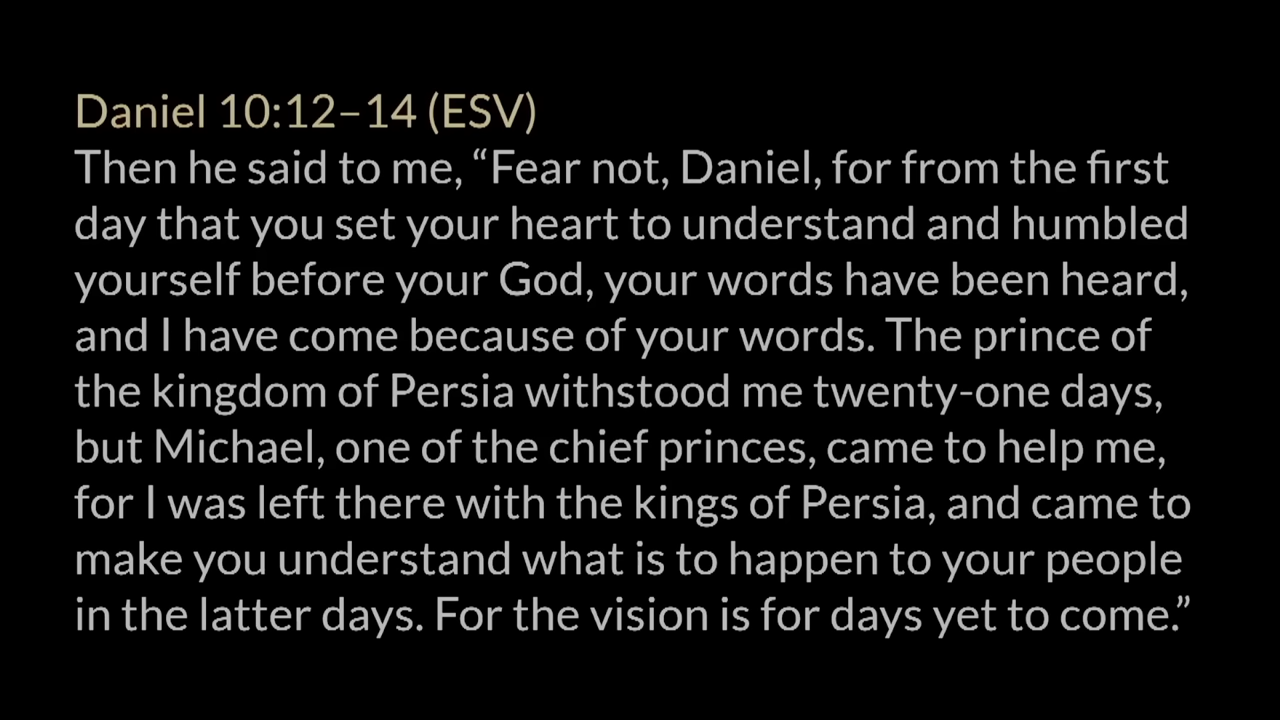 Daniel 10:12–14 (ESV)
Then he said to me, “Fear not, Daniel, for from the first
day that you set your heart to understand and humbled
yourself before your God, your words have been heard,
and I have come because of your words. The prince of
the kingdom of Persia withstood me twenty-one days,
but Michael, one of the chief princes, came to help me,
for I was left there with the kings of Persia, and came to
make you understand what is to happen to your people
in the latter days. For the vision is for days yet to come.”